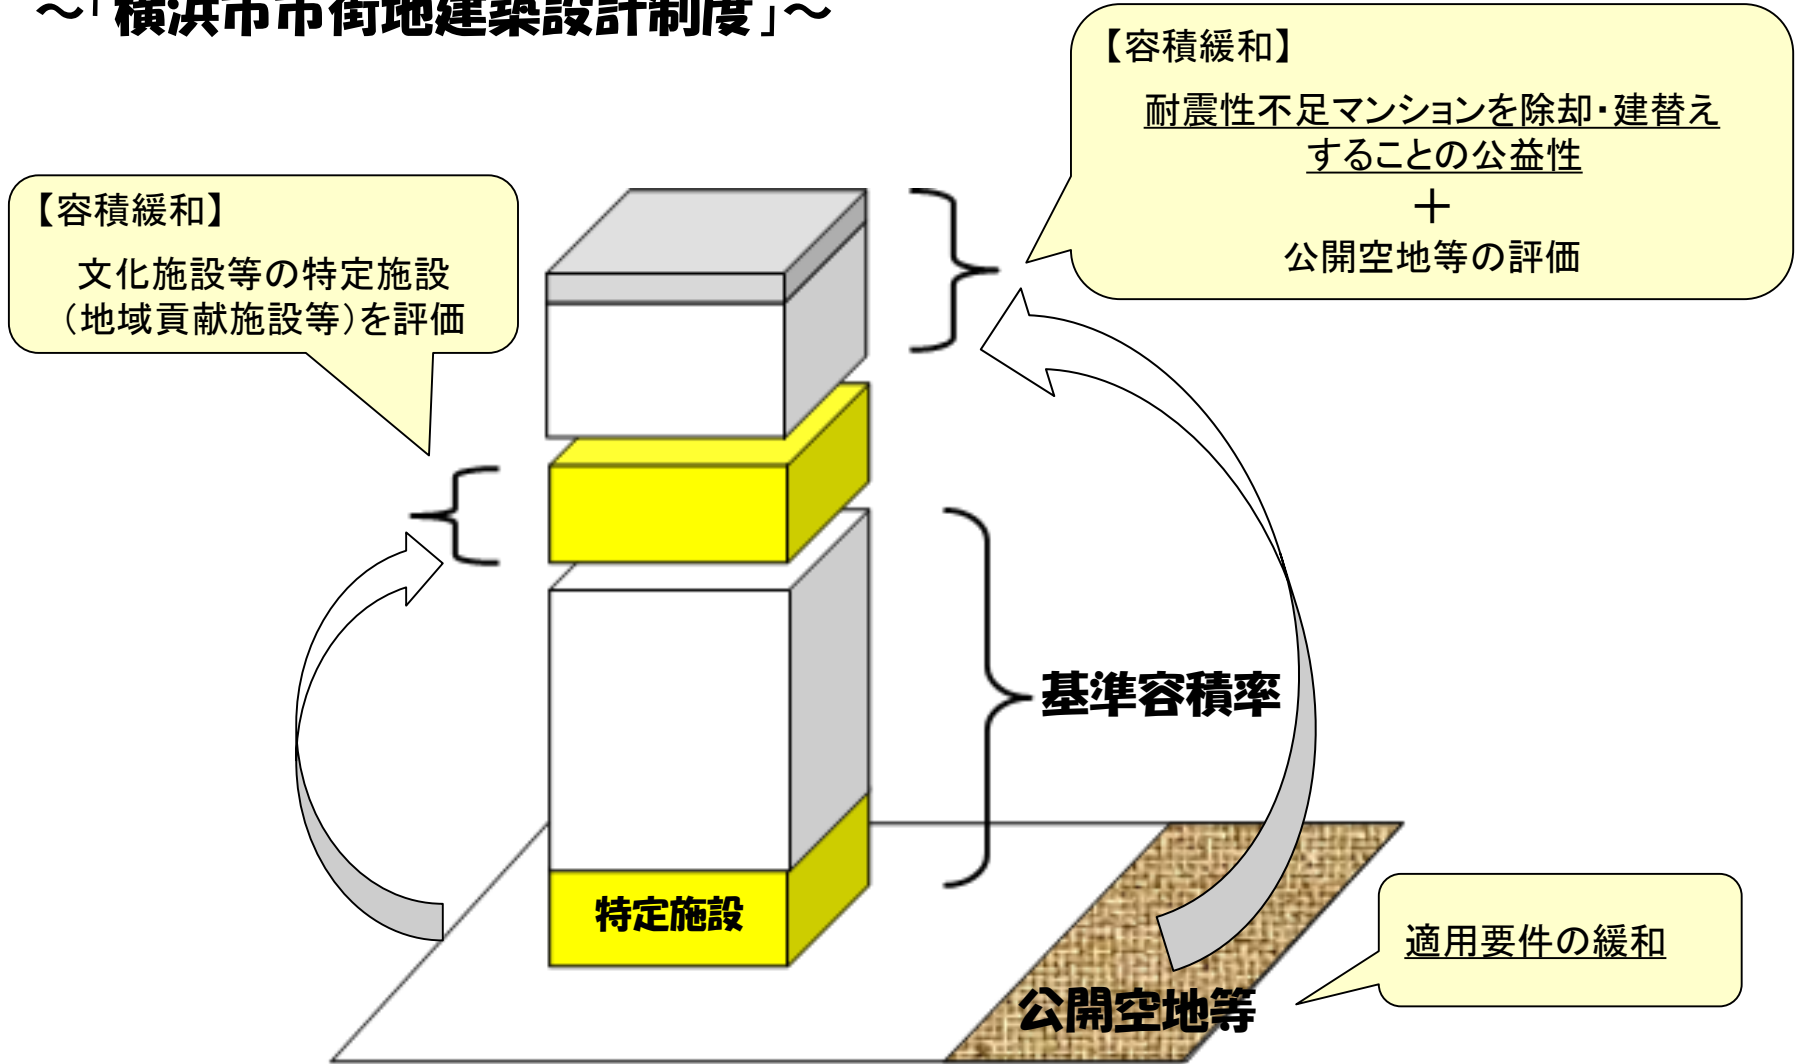 ~「横浜市市街地建築設計制度」~
【容積緩和】
耐震性不足マンションを除却・建替え
することの公益性
+
公開空地等の評価
【容積緩和】
文化施設等の特定施設
(地域貢献施設等)を評価
基準容積率
特定施設
適用要件の緩和
公開空地等